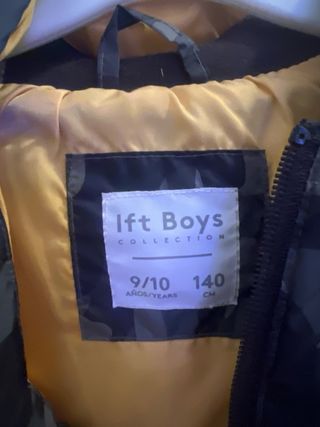 lft Boys
COLLECTION
9/10 140
AÑOS/YEARS CM